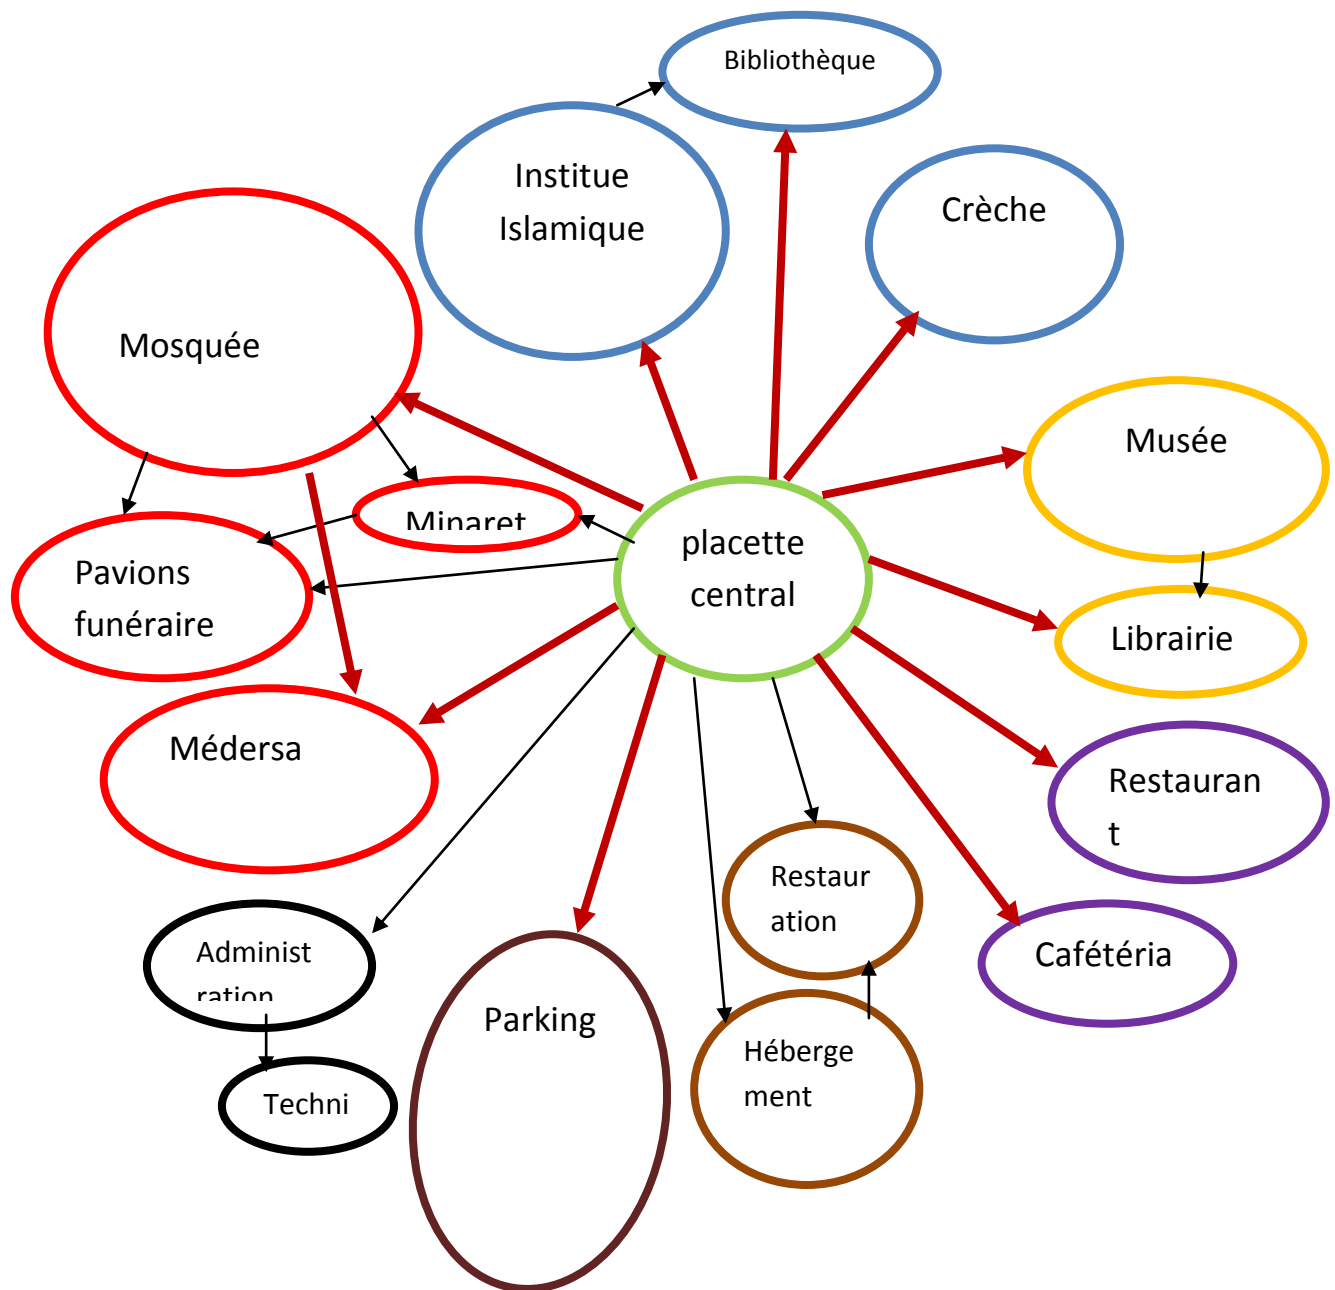 Bibliothèque
Institue
Islamique
Crèche
Mosquée
Musée
Minaret
placette
central
Pavions
funéraire
Librairie
Médersa
Restauran
t
Restaur
ation
Administ
ration
Cafétéria
Parking
Héberge
ment
Techni